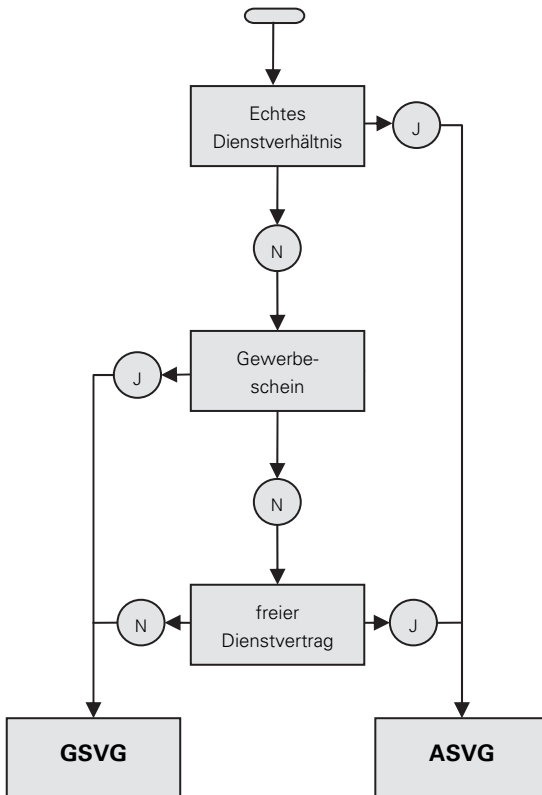 Echtes
Dienstverhältnis
J
N
Gewerbe-
schein
J
N
freier
Dienstvertrag
N
J
GSVG
ASVG